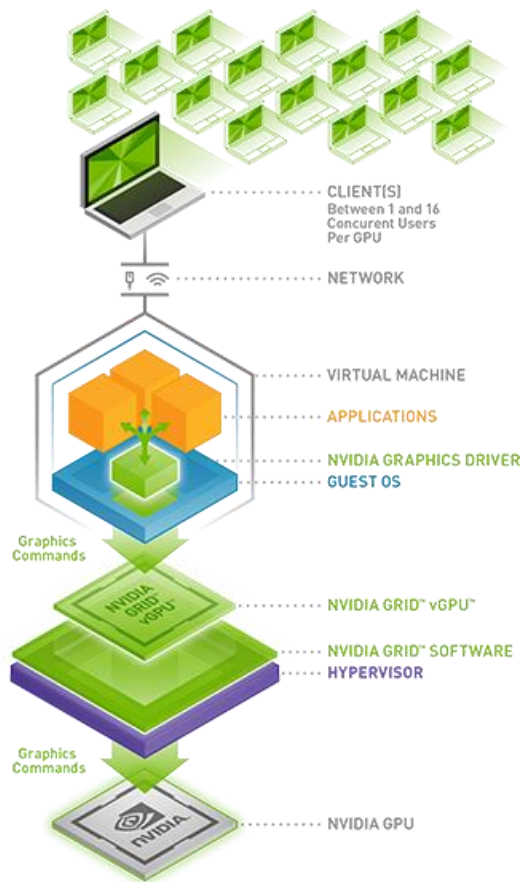 CLIENT(S)
Between 1 and 16
Concurent Users
Per GPU
NETWORK
VIRTUAL MACHINE
APPLICATIONS
NVIDIA GRAPHICS DRIVER
GUEST OS
Graphics
Commands
NVIDIA
GRID™
vGPU™
NVIDIA GRID™ vGPU™
NVIDIA GRID™ SOFTWARE
HYPERVISOR
Graphics
Commands
NVIDIA
NVIDIA GPU